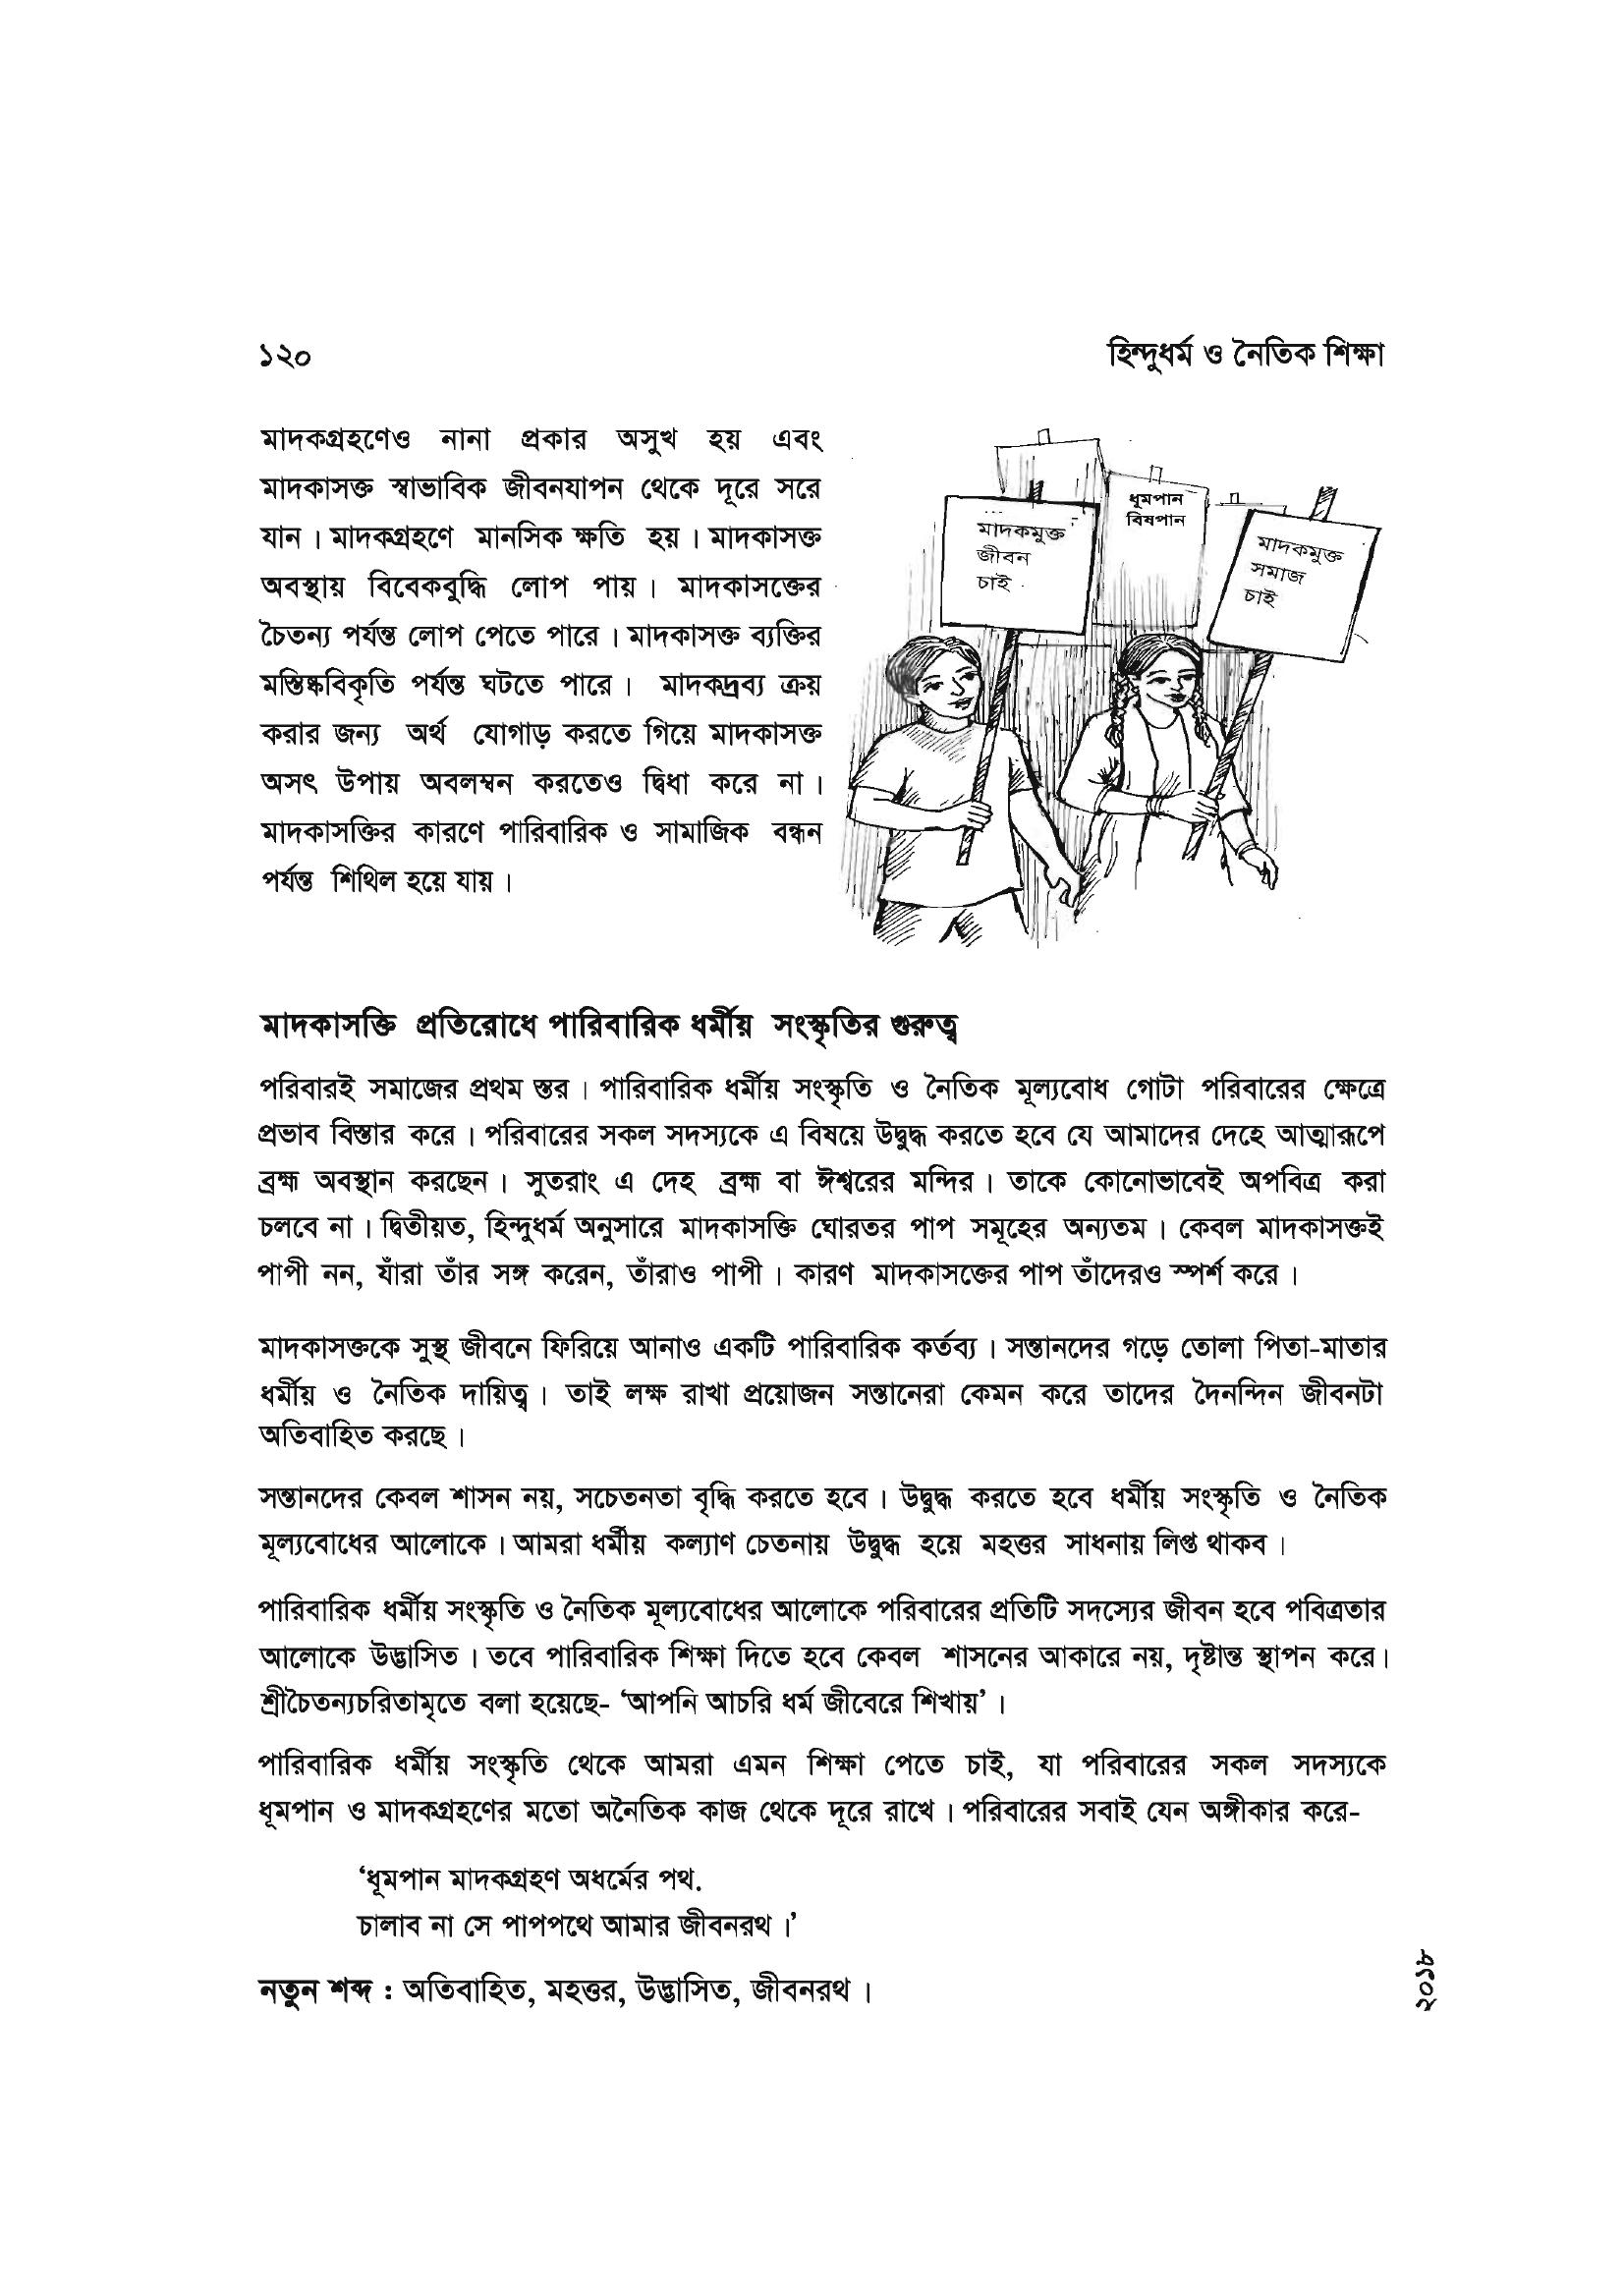 ১২০
হিন্দুধর্ম ও নৈতিক শিক্ষা
মাদকগ্রহণেও নানা প্রকার অসুখ হয় এবং
মাদকাসক্ত স্বাভাবিক জীবনযাপন থেকে দূরে সরে
যান। মাদকগ্রহণে মানসিক ক্ষতি হয়। মাদকাসক্ত
অবস্থায় বিবেকবুদ্ধি লোপ পায়। মাদকাসক্তের
চৈতন্য পর্যন্ত লোপ পেতে পারে। মাদকাসক্ত ব্যক্তির
মস্তিষ্কবিকৃতি পর্যন্ত ঘটতে পারে। মাদকদ্রব্য ক্রয়
করার জন্য অর্থ যোগাড় করতে গিয়ে মাদকাসক্ত
অসৎ উপায় অবলম্বন করতেও দ্বিধা করে না।
মাদকাসক্তির কারণে পারিবারিক ও সামাজিক বন্ধন
পর্যন্ত শিথিল হয়ে যায়।
মাদকমুক্ত
জীবন
চাই
ধূমপান
বিষপান
মাদকমুক্ত
সমাজ
চাই
মাদকাসক্তি প্রতিরোধে পারিবারিক ধর্মীয় সংস্কৃতির গুরুত্ব
পরিবারই সমাজের প্রথম স্তর। পারিবারিক ধর্মীয় সংস্কৃতি ও নৈতিক মূল্যবোধ গোটা পরিবারের ক্ষেত্রে
প্রভাব বিস্তার করে। পরিবারের সকল সদস্যকে এ বিষয়ে উদ্বুদ্ধ করতে হবে যে আমাদের দেহে আত্মারূপে
ব্রহ্ম অবস্থান করছেন। সুতরাং এ দেহ ব্রহ্ম বা ঈশ্বরের মন্দির। তাকে কোনোভাবেই অপবিত্র করা
চলবে না। দ্বিতীয়ত, হিন্দুধর্ম অনুসারে মাদকাসক্তি ঘোরতর পাপ সমূহের অন্যতম। কেবল মাদকাসক্তই
পাপী নন, যাঁরা তাঁর সঙ্গ করেন, তাঁরাও পাপী। কারণ মাদকাসক্তের পাপ তাঁদেরও স্পর্শ করে।
মাদকাসক্তকে সুস্থ জীবনে ফিরিয়ে আনাও একটি পারিবারিক কর্তব্য। সন্তানদের গড়ে তোলা পিতা-মাতার
ধর্মীয় ও নৈতিক দায়িত্ব। তাই লক্ষ রাখা প্রয়োজন সন্তানেরা কেমন করে তাদের দৈনন্দিন জীবনটা
অতিবাহিত করছে।
সন্তানদের কেবল শাসন নয়, সচেতনতা বৃদ্ধি করতে হবে। উদ্বুদ্ধ করতে হবে ধর্মীয় সংস্কৃতি ও নৈতিক
মূল্যবোধের আলোকে। আমরা ধর্মীয় কল্যাণ চেতনায় উদ্বুদ্ধ হয়ে মহত্তর সাধনায় লিপ্ত থাকব।
পারিবারিক ধর্মীয় সংস্কৃতি ও নৈতিক মূল্যবোধের আলোকে পরিবারের প্রতিটি সদস্যের জীবন হবে পবিত্রতার
আলোকে উদ্ভাসিত। তবে পারিবারিক শিক্ষা দিতে হবে কেবল শাসনের আকারে নয়, দৃষ্টান্ত স্থাপন করে।
শ্রীচৈতন্যচরিতামৃতে বলা হয়েছে- ‘আপনি আচরি ধর্ম জীবেরে শিখায়’।
পারিবারিক ধর্মীয় সংস্কৃতি থেকে আমরা এমন শিক্ষা পেতে চাই, যা পরিবারের সকল সদস্যকে
ধূমপান ও মাদকগ্রহণের মতো অনৈতিক কাজ থেকে দূরে রাখে। পরিবারের সবাই যেন অঙ্গীকার করে-
‘ধূমপান মাদকগ্রহণ অধর্মের পথ.
চালাব না সে পাপপথে আমার জীবনরথ।’
নতুন শব্দ : অতিবাহিত, মহত্তর, উদ্ভাসিত, জীবনরথ।
২০১৮